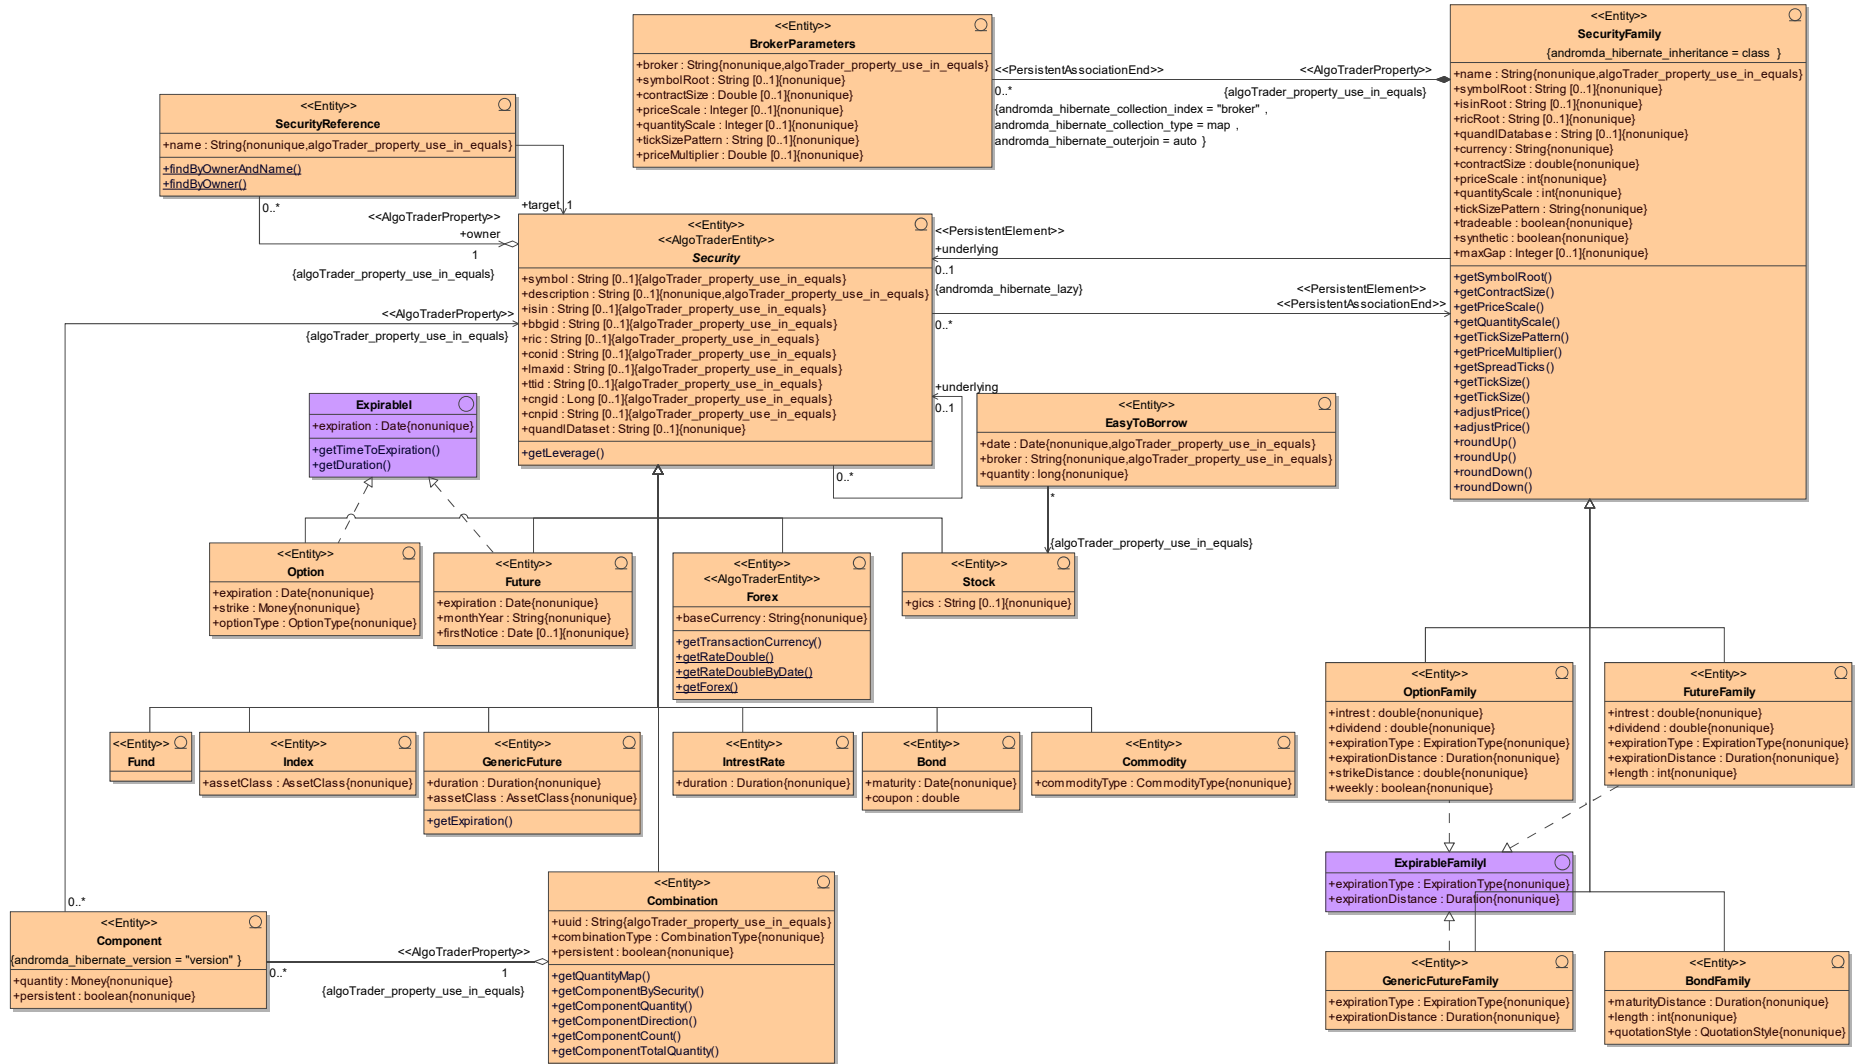 <<Entity>>
BrokerParameters
+broker : String{nonunique,algoTrader_property_use_in_equals}
+symbolRoot : String [0..1]{nonunique}
+contractSize : Double [0..1]{nonunique}
+priceScale : Integer [0..1]{nonunique}
+quantityScale : Integer [0..1]{nonunique}
+tickSizePattern : String [0..1]{nonunique}
+priceMultiplier : Double [0..1]{nonunique}
<<PersistentAssociationEnd>>
0..*
{andromda_hibernate_collection_index = "broker" ,
andromda_hibernate_collection_type = map ,
andromda_hibernate_outerjoin = auto }
<<AlgoTraderProperty>>
{algoTrader_property_use_in_equals}
<<Entity>>
SecurityFamily
{andromda_hibernate_inheritance = class }
+name : String{nonunique,algoTrader_property_use_in_equals}
+symbolRoot : String [0..1]{nonunique}
+isinRoot : String [0..1]{nonunique}
+ricRoot : String [0..1]{nonunique}
+quandlDatabase : String [0..1]{nonunique}
+currency : String{nonunique}
+contractSize : double{nonunique}
+priceScale : int{nonunique}
+quantityScale : int{nonunique}
+tickSizePattern : String{nonunique}
+tradeable : boolean{nonunique}
+synthetic : boolean{nonunique}
+maxGap : Integer [0..1]{nonunique}
+getSymbolRoot()
+getContractSize()
+getPriceScale()
+getQuantityScale()
+getTickSizePattern()
+getPriceMultiplier()
+getSpreadTicks()
+getTickSize()
+getTickSize()
+adjustPrice()
+adjustPrice()
+roundUp()
+roundUp()
+roundDown()
+roundDown()
<<Entity>>
SecurityReference
+name : String{nonunique,algoTrader_property_use_in_equals}
+findByOwnerAndName()
+findByOwner()
0..*
<<AlgoTraderProperty>>
+owner
1
{algoTrader_property_use_in_equals}
+target
1
<<Entity>>
<<AlgoTraderEntity>>
Security
+symbol : String [0..1]{algoTrader_property_use_in_equals}
+description : String [0..1]{nonunique,algoTrader_property_use_in_equals}
+isin : String [0..1]{algoTrader_property_use_in_equals}
+bbgid : String [0..1]{algoTrader_property_use_in_equals}
+ric : String [0..1]{algoTrader_property_use_in_equals}
+conid : String [0..1]{algoTrader_property_use_in_equals}
+lmaxid : String [0..1]{algoTrader_property_use_in_equals}
+ttid : String [0..1]{algoTrader_property_use_in_equals}
+cngid : Long [0..1]{algoTrader_property_use_in_equals}
+cnpid : String [0..1]{algoTrader_property_use_in_equals}
+quandlDataset : String [0..1]{nonunique}
+getLeverage()
<<PersistentElement>>
+underlying
0..1
{andromda_hibernate_lazy}
<<PersistentElement>>
<<PersistentAssociationEnd>>
0..*
+underlying
0..1
0..*
<<AlgoTraderProperty>>
{algoTrader_property_use_in_equals}
ExpirableI
+expiration : Date{nonunique}
+getTimeToExpiration()
+getDuration()
<<Entity>>
EasyToBorrow
+date : Date{nonunique,algoTrader_property_use_in_equals}
+broker : String{nonunique,algoTrader_property_use_in_equals}
+quantity : long{nonunique}
*
{algoTrader_property_use_in_equals}
<<Entity>>
Option
+expiration : Date{nonunique}
+strike : Money{nonunique}
+optionType : OptionType{nonunique}
<<Entity>>
Future
+expiration : Date{nonunique}
+monthYear : String{nonunique}
+firstNotice : Date [0..1]{nonunique}
<<Entity>>
<<AlgoTraderEntity>>
Forex
+baseCurrency : String{nonunique}
+getTransactionCurrency()
+getRateDouble()
+getRateDoubleByDate()
+getForex()
<<Entity>>
Stock
+gics : String [0..1]{nonunique}
<<Entity>>
OptionFamily
+intrest : double{nonunique}
+dividend : double{nonunique}
+expirationType : ExpirationType{nonunique}
+expirationDistance : Duration{nonunique}
+strikeDistance : double{nonunique}
+weekly : boolean{nonunique}
<<Entity>>
FutureFamily
+intrest : double{nonunique}
+dividend : double{nonunique}
+expirationType : ExpirationType{nonunique}
+expirationDistance : Duration{nonunique}
+length : int{nonunique}
<<Entity>>
Fund
<<Entity>>
Index
+assetClass : AssetClass{nonunique}
<<Entity>>
GenericFuture
+duration : Duration{nonunique}
+assetClass : AssetClass{nonunique}
+getExpiration()
<<Entity>>
IntrestRate
+duration : Duration{nonunique}
<<Entity>>
Bond
+maturity : Date{nonunique}
+coupon : double
<<Entity>>
Commodity
+commodityType : CommodityType{nonunique}
ExpirableFamilyI
+expirationType : ExpirationType{nonunique}
+expirationDistance : Duration{nonunique}
0..*
<<Entity>>
Component
{andromda_hibernate_version = "version" }
+quantity : Money{nonunique}
+persistent : boolean{nonunique}
0..*
<<AlgoTraderProperty>>
1
{algoTrader_property_use_in_equals}
<<Entity>>
Combination
+uuid : String{algoTrader_property_use_in_equals}
+combinationType : CombinationType{nonunique}
+persistent : boolean{nonunique}
+getQuantityMap()
+getComponentBySecurity()
+getComponentQuantity()
+getComponentDirection()
+getComponentCount()
+getComponentTotalQuantity()
<<Entity>>
GenericFutureFamily
+expirationType : ExpirationType{nonunique}
+expirationDistance : Duration{nonunique}
<<Entity>>
BondFamily
+maturityDistance : Duration{nonunique}
+length : int{nonunique}
+quotationStyle : QuotationStyle{nonunique}